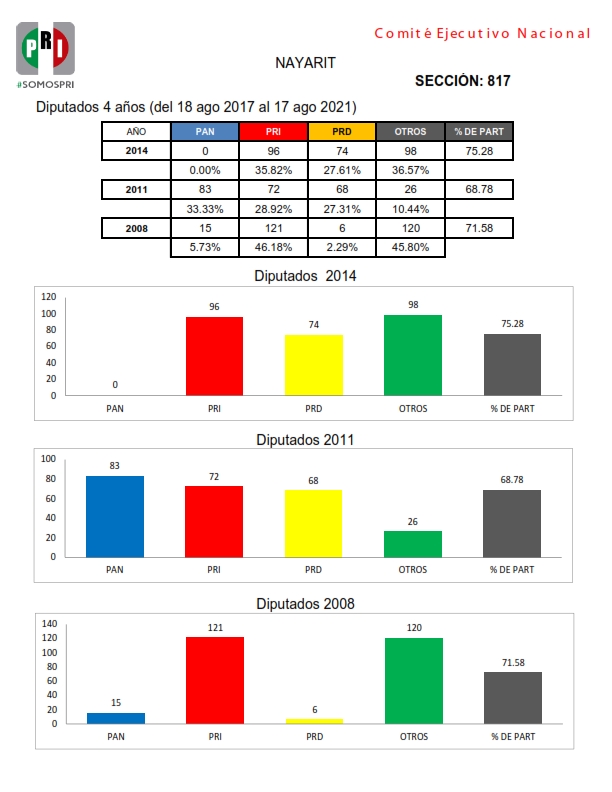 Comité Ejecutivo Nacional
PRI
#SOMOSPRI
NAYARIT
SECCIÓN: 817
Diputados 4 años (del 18 ago 2017 al 17 ago 2021)
AÑO PAN PRI PRD OTROS % DE PART
2014 0 96 74 98 75.28
0.00% 35.82% 27.61% 36.57%
2011 83 72 68 26 68.78
33.33% 28.92% 27.31% 10.44%
2008 15 121 6 120 71.58
5.73% 46.18% 2.29% 45.80%
Diputados 2014
120
100
80
60
40
20
0
0 96 74 98 75.28
PAN PRI PRD OTROS % DE PART
Diputados 2011
100
80
60
40
20
0
83 72 68 26 68.78
PAN PRI PRD OTROS % DE PART
Diputados 2008
140
120
100
80
60
40
20
0
15 121 6 120 71.58
PAN PRI PRD OTROS % DE PART